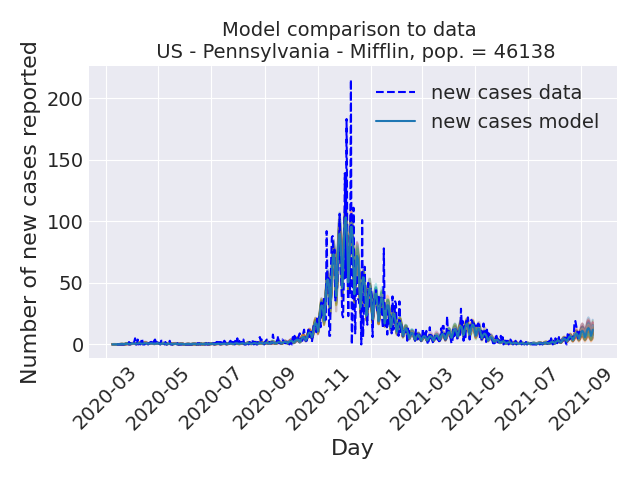 Model comparison to data
US - Pennsylvania - Mifflin, pop. = 46138
new cases data
new cases model
Number of new cases reported
200
150
100
50
0
2020-03
2020-05
2020-07
2020-09
2020-11
2021-01
2021-03
2021-05
2021-07
2021-09
Day